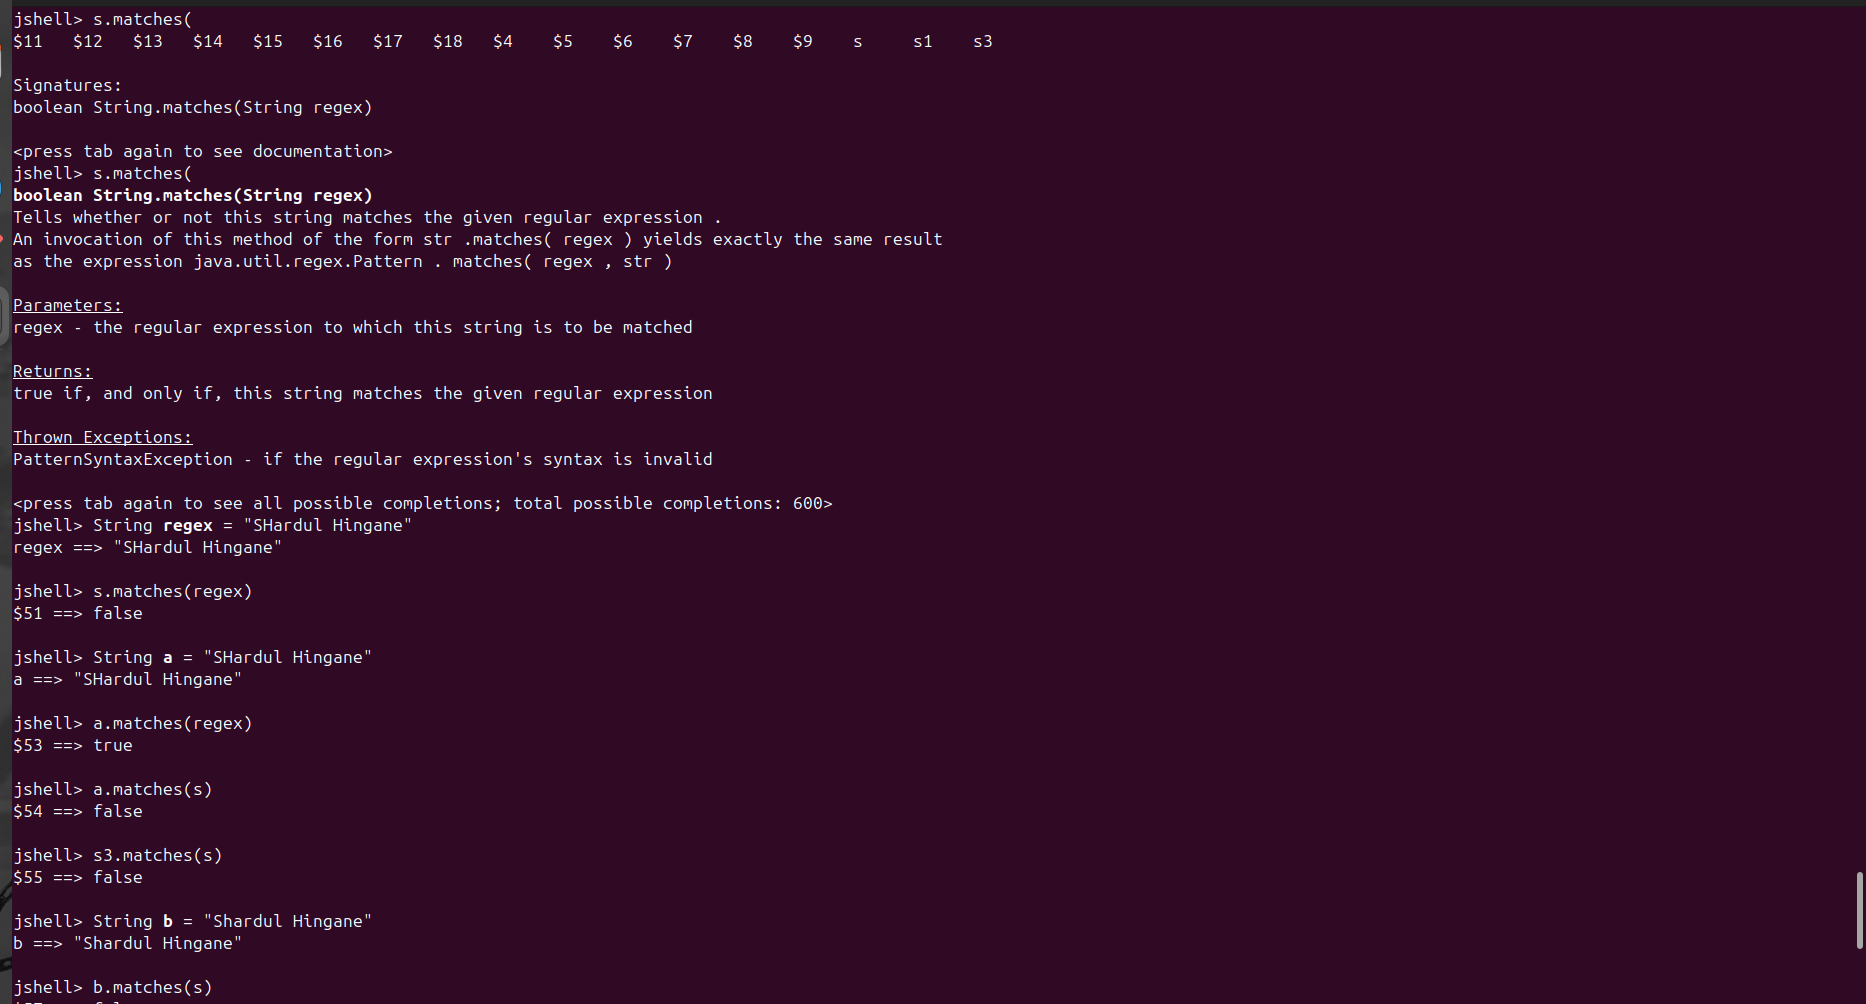 jshell> s.matches(
$11   $12   $13   $14   $15   $16   $17   $18   $4    $5    $6    $7    $8    $9    s     s1    s3
Signatures:
boolean String.matches(String regex)
<press tab again to see documentation>
jshell> s.matches(
boolean String.matches(String regex)
Tells whether or not this string matches the given regular expression .
An invocation of this method of the form str .matches( regex ) yields exactly the same result
as the expression java.util.regex.Pattern . matches( regex , str )
Parameters:
regex - the regular expression to which this string is to be matched
Returns:
true if, and only if, this string matches the given regular expression
Thrown Exceptions:
PatternSyntaxException - if the regular expression's syntax is invalid
<press tab again to see all possible completions; total possible completions: 600>
jshell> String regex = "SHardul Hingane"
regex ==> "SHardul Hingane"
jshell> s.matches(regex)
$51 ==> false
jshell> String a = "SHardul Hingane"
a ==> "SHardul Hingane"
jshell> a.matches(regex)
$53 ==> true
jshell> a.matches(s)
$54 ==> false
jshell> s3.matches(s)
$55 ==> false
jshell> String b = "Shardul Hingane"
b ==> "Shardul Hingane"
jshell> b.matches(s)